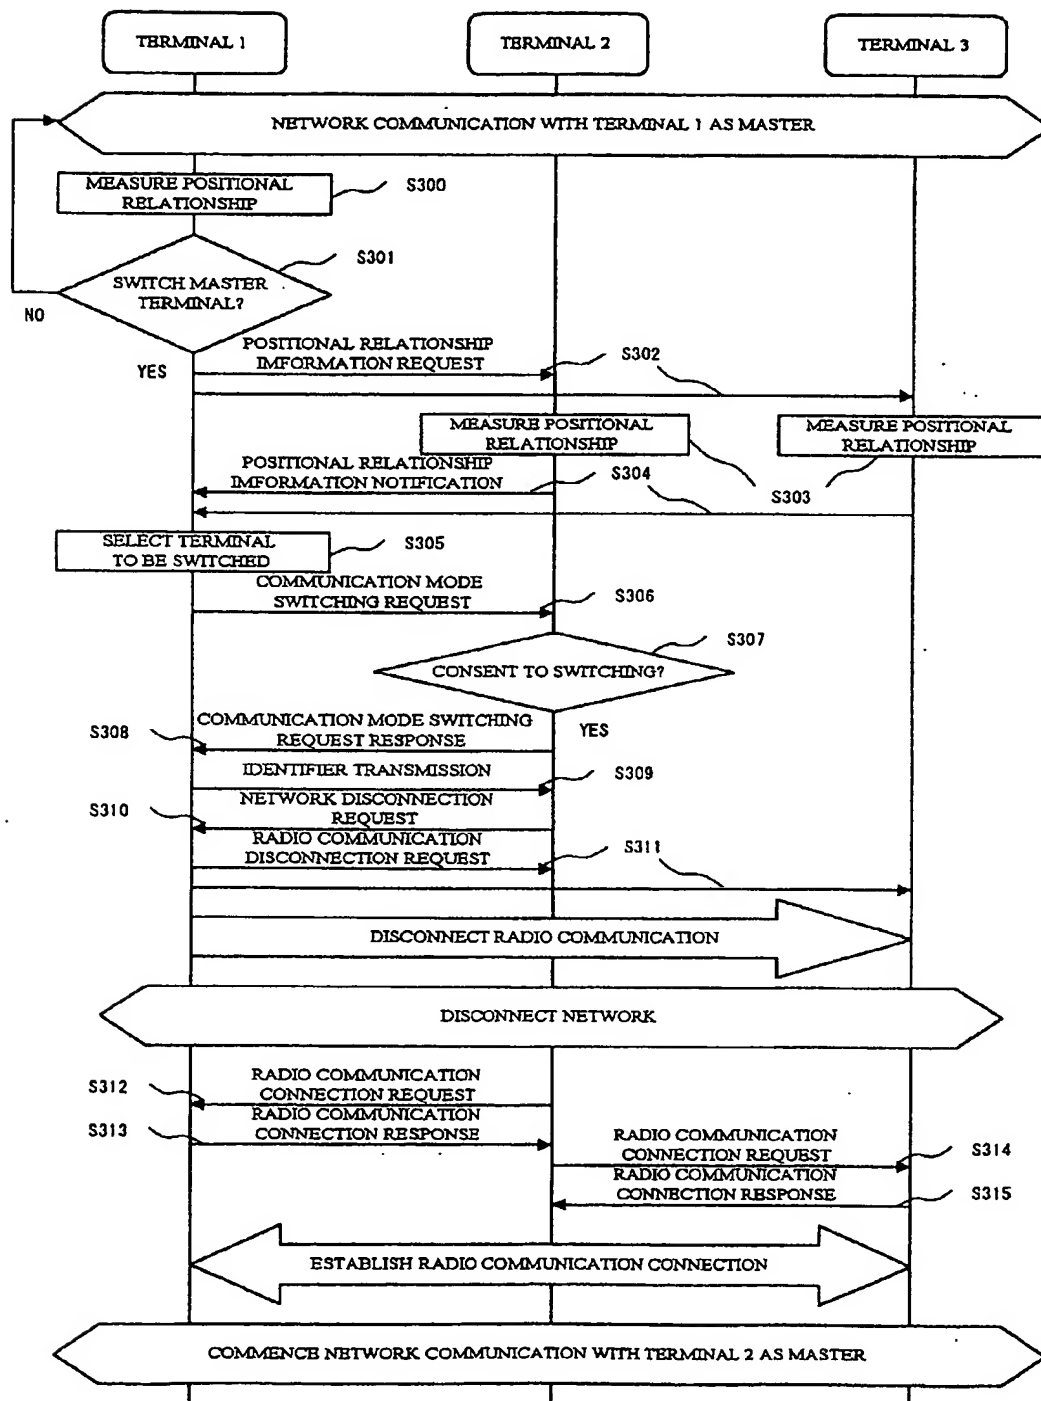 TERMINAL 1
TERMINAL 2
TERMINAL 3
NETWORK COMMUNICATION WITH TERMINAL 1 AS MASTER
MEASURE POSITIONAL
RELATIONSHIP
S300
SWITCH MASTER
TERMINAL?
S301
NO
YES
POSITIONAL RELATIONSHIP
IMFORMATION REQUEST
S302
MEASURE POSITIONAL
RELATIONSHIP
MEASURE POSITIONAL
RELATIONSHIP
S303
POSITIONAL RELATIONSHIP
IMFORMATION NOTIFICATION
S304
SELECT TERMINAL
TO BE SWITCHED
S305
COMMUNICATION MODE
SWITCHING REQUEST
S306
CONSENT TO SWITCHING?
S307
YES
COMMUNICATION MODE SWITCHING
REQUEST RESPONSE
S308
IDENTIFIER TRANSMISSION
S309
NETWORK DISCONNECTION
REQUEST
S310
RADIO COMMUNICATION
DISCONNECTION REQUEST
S311
DISCONNECT RADIO COMMUNICATION
DISCONNECT NETWORK
RADIO COMMUNICATION
CONNECTION REQUEST
S312
RADIO COMMUNICATION
CONNECTION RESPONSE
S313
RADIO COMMUNICATION
CONNECTION REQUEST
S314
RADIO COMMUNICATION
CONNECTION RESPONSE
S315
ESTABLISH RADIO COMMUNICATION CONNECTION
COMMENCE NETWORK COMMUNICATION WITH TERMINAL 2 AS MASTER